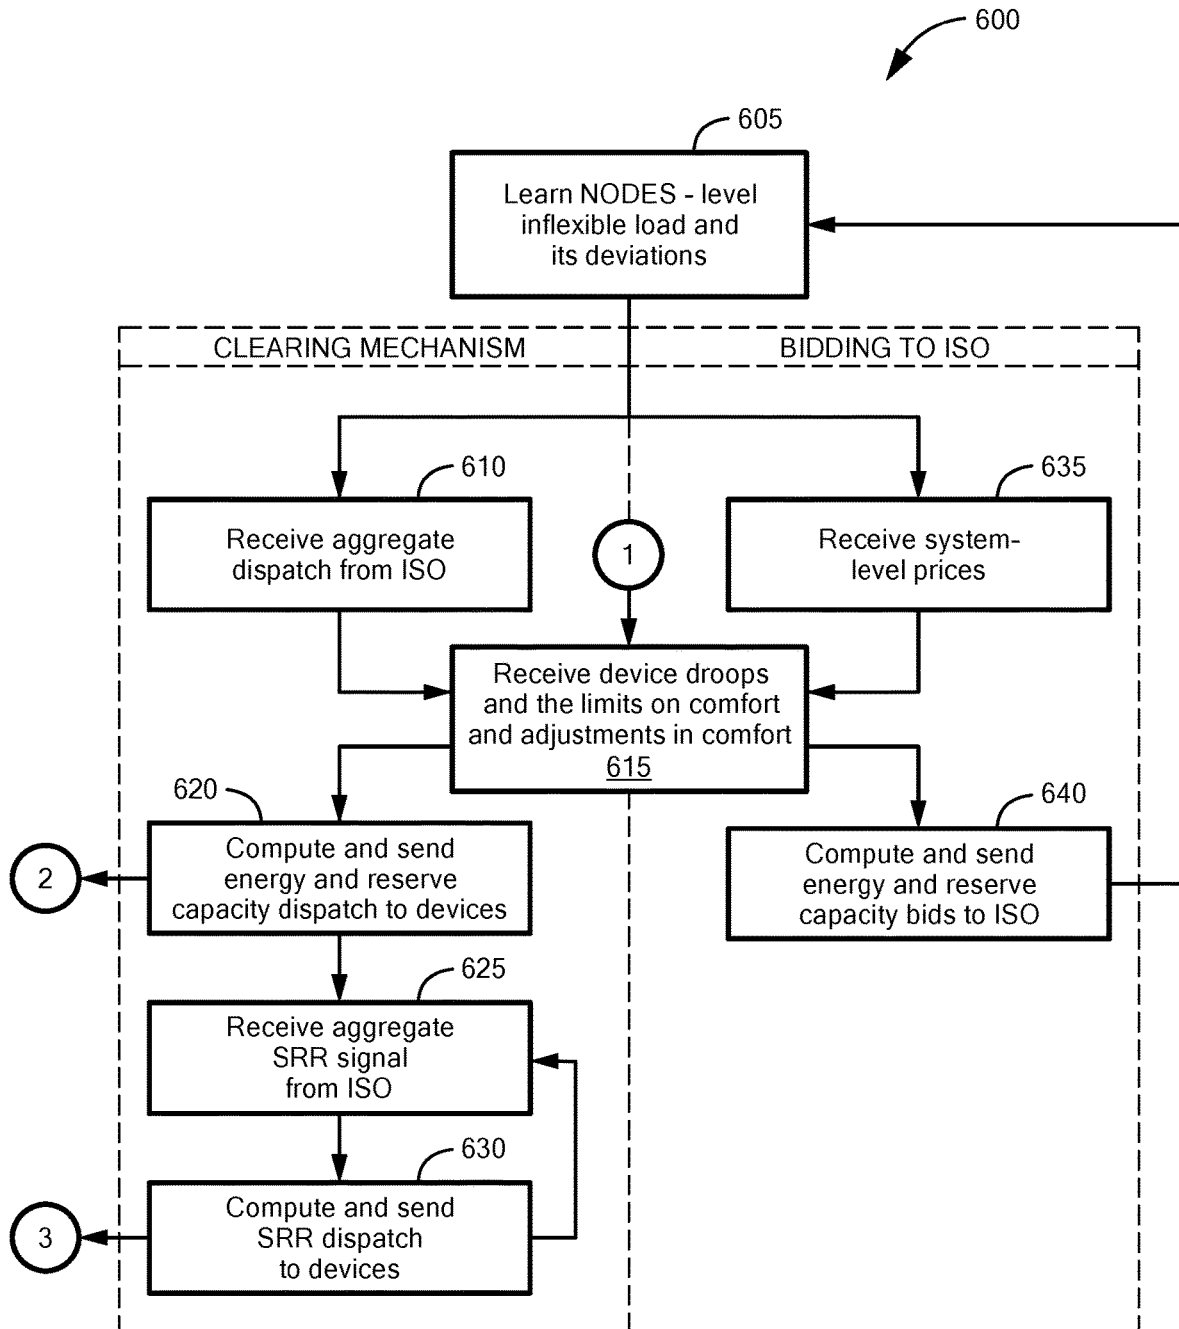 600
605
Learn NODES - level
inflexible load and
its deviations
CLEARING MECHANISM
BIDDING TO ISO
610
Receive aggregate
dispatch from ISO
1
635
Receive system-
level prices
Receive device droops
and the limits on comfort
and adjustments in comfort
615
620
Compute and send
energy and reserve
capacity dispatch to devices
2
640
Compute and send
energy and reserve
capacity bids to ISO
625
Receive aggregate
SRR signal
from ISO
630
Compute and send
SRR dispatch
to devices
3